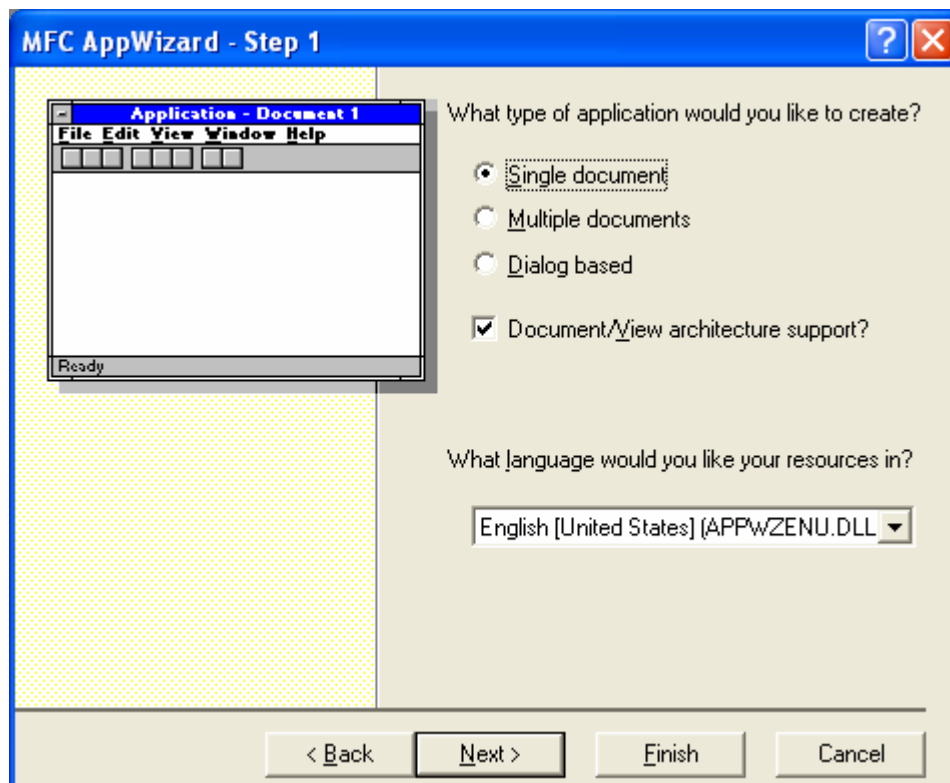 MFC AppWizard - Step 1
Application - Document 1
File Edit View Window Help
Ready
What type of application would you like to create?
Single document
Multiple documents
Dialog based
Document/View architecture support?
What language would you like your resources in?
English [United States] (APPWZENU.DLL
< Back
Next >
Finish
Cancel